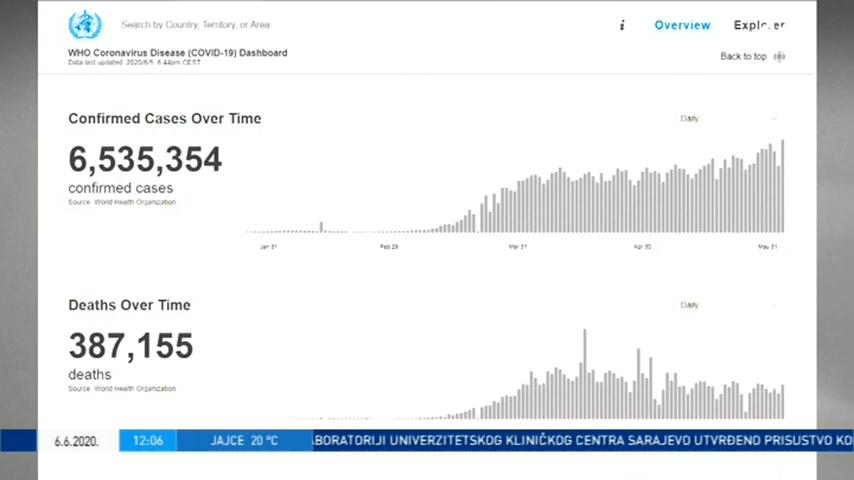 Search by Country, Territory, or Area
i
Overview
Explorer
WHO Coronavirus Disease (COVID-19) Dashboard
Data last updated: 2020/6/5, 6:44pm CEST
Back to top
Confirmed Cases Over Time
Daily
6,535,354
confirmed cases
Source: World Health Organization
Jan 31
Feb 29
Mar 31
Apr 30
May 31
Deaths Over Time
Daily
387,155
deaths
Source: World Health Organization
6.6.2020.
12:06
JAJCE 20 °C
ABORATORIJI UNIVERZITETSKOG KLINIČKOG CENTRA SARAJEVO UTVRĐENO PRISUSTVO KO